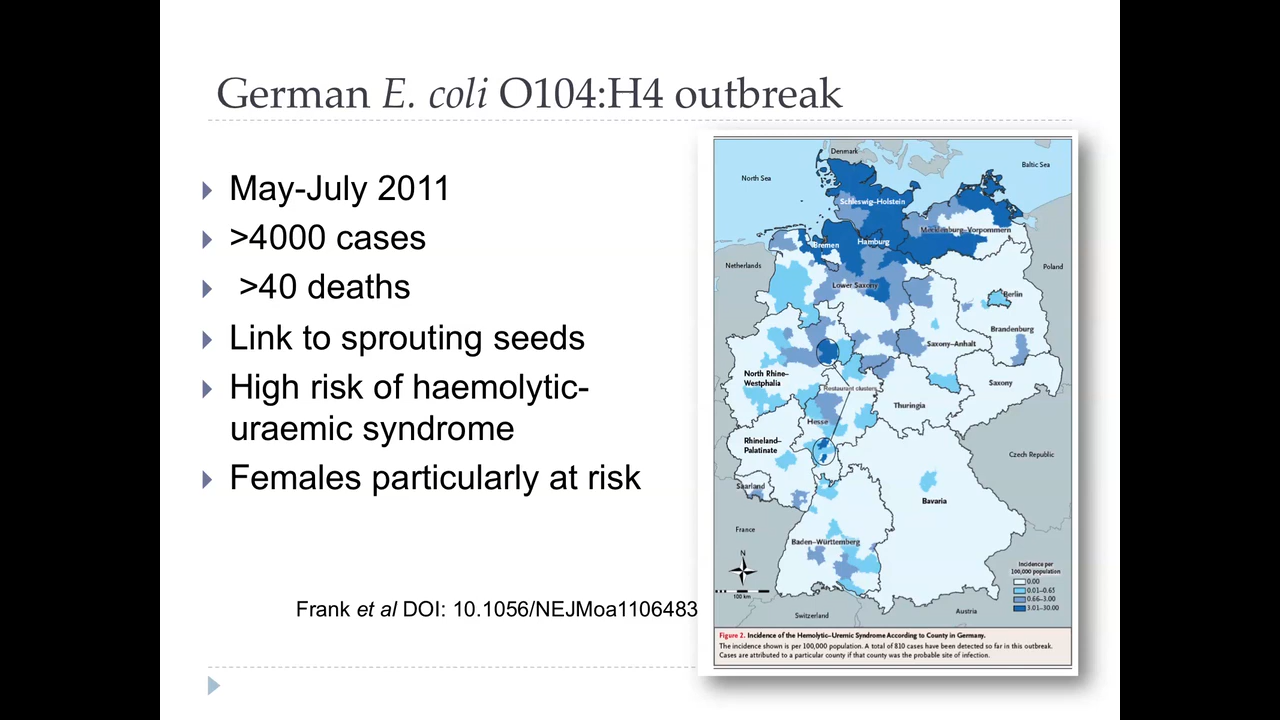 German E. coli O104:H4 outbreak
May-July 2011
>4000 cases
>40 deaths
Link to sprouting seeds
High risk of haemolytic-
uraemic syndrome
Females particularly at risk
Frank et al DOI: 10.1056/NEJMoa1106483
Denmark
Baltic Sea
North Sea
Schleswig–Holstein
Mecklenburg–Vorpommern
Bremen
Hamburg
Netherlands
Poland
Lower Saxony
Berlin
Brandenburg
Saxony–Anhalt
North Rhine–
Westphalia
Saxony
Restaurant clusters
Thuringia
Hesse
Rhineland–
Palatinate
Czech Republic
Saarland
Bavaria
France
Baden–Württemberg
N
100 km
Switzerland
Austria
Incidence per
100,000 population
0.00
0.01–0.65
0.66–3.00
3.01–30.00
Figure 2. Incidence of the Hemolytic–Uremic Syndrome According to County in Germany.
The incidence shown is per 100,000 population. A total of 810 cases have been detected so far in this outbreak.
Cases are attributed to a particular county if that county was the probable site of infection.